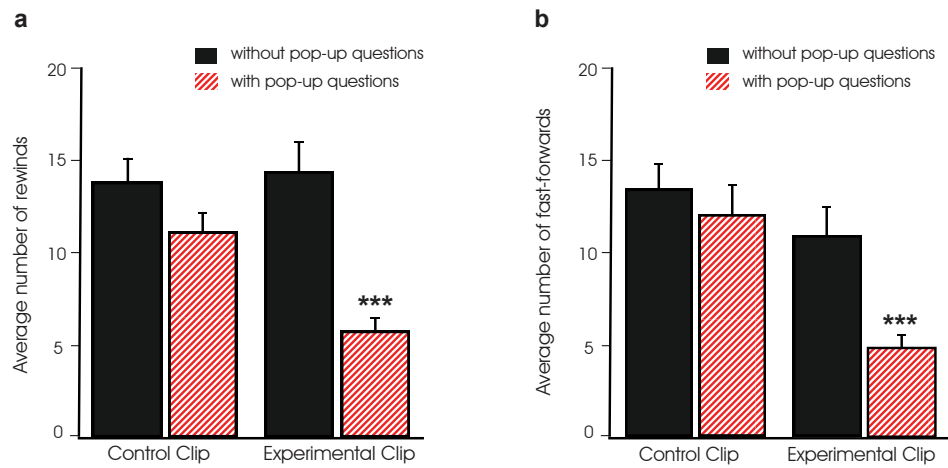 a
without pop-up questions
with pop-up questions
Average number of rewinds
20
15
10
5
0
***
Control Clip
Experimental Clip
b
without pop-up questions
with pop-up questions
Average number of fast-forwards
20
15
10
5
0
***
Control Clip
Experimental Clip